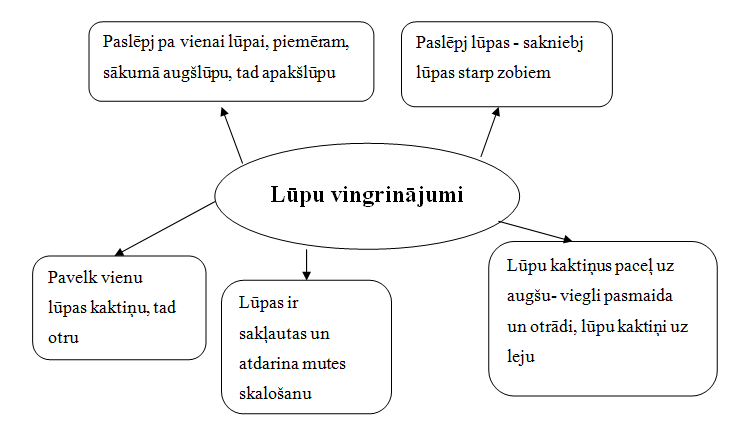 Paslēpj pa vienai lūpai, piemēram,
sākumā augšlūpu, tad apakšlūpu
Paslēpj lūpas - sakniebj
lūpas starp zobiem
Lūpu vingrinājumi
Pavelk vienu
lūpas kaktiņu, tad
otru
Lūpas ir
sakļautas un
atdarina mutes
skalošanu
Lūpu kaktiņus paceļ uz
augšu- viegli pasmaida
un otrādi, lūpu kaktiņi uz
leju